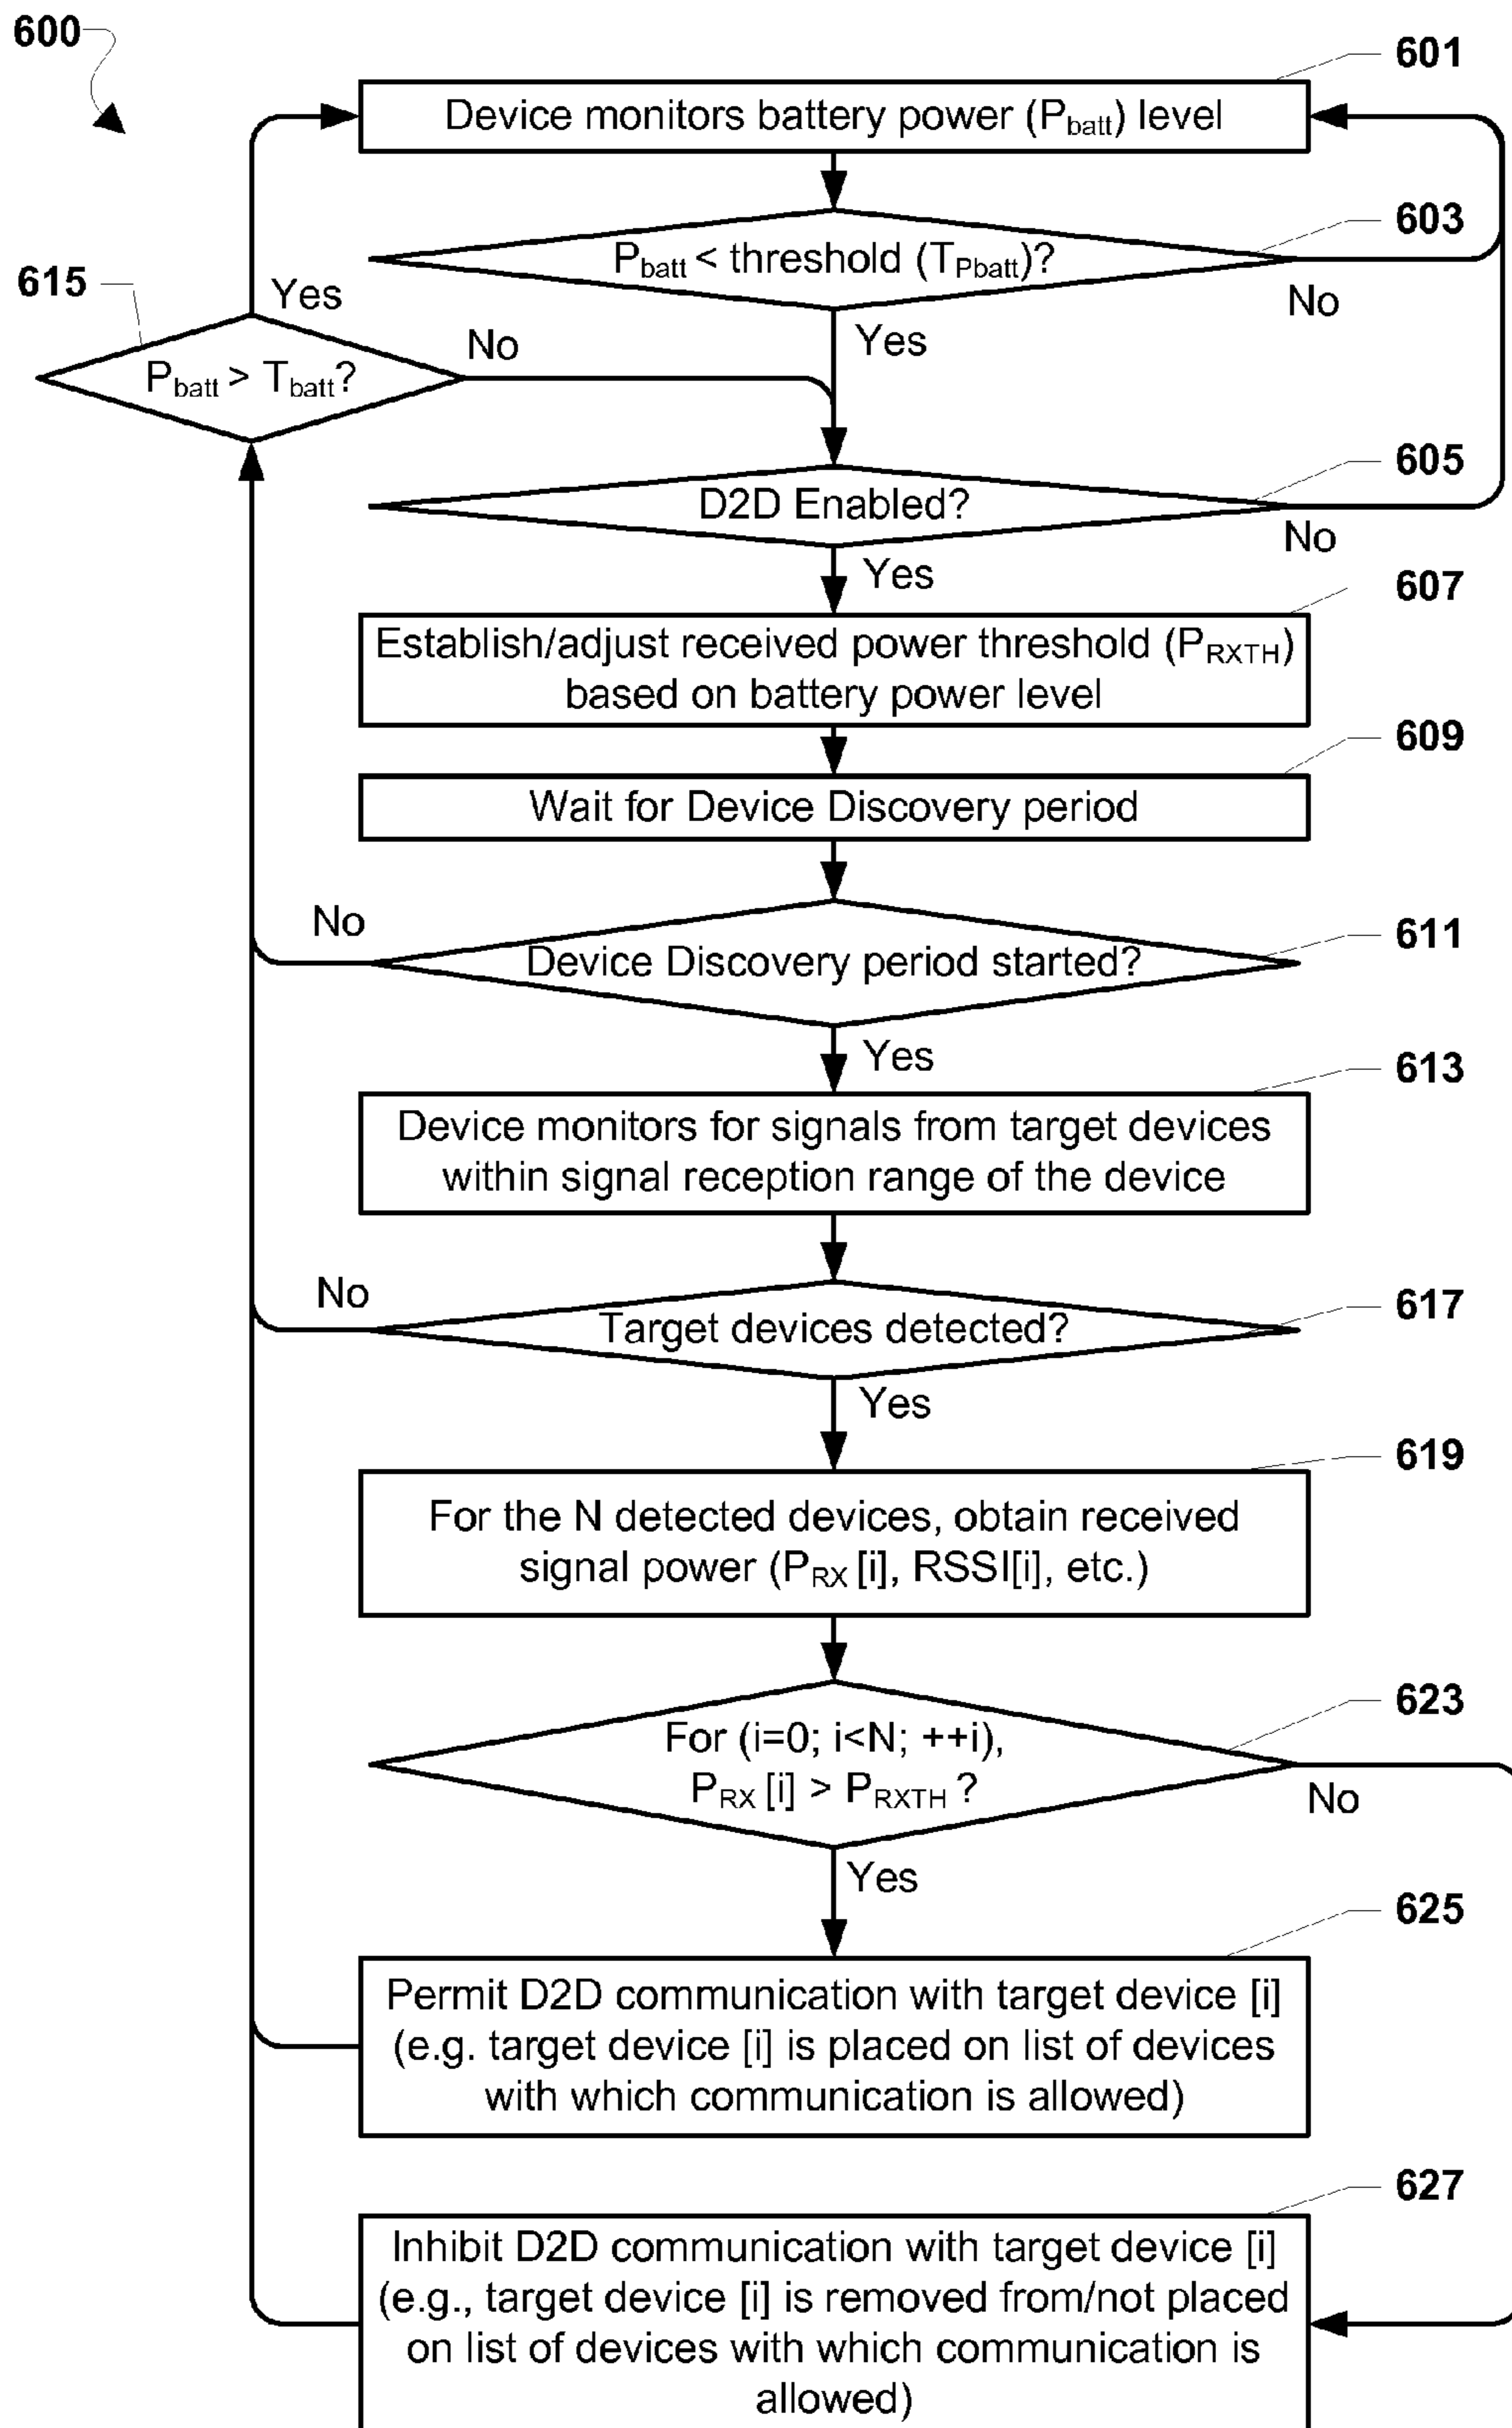 600
601
Device monitors battery power (Pbatt) level
603
Pbatt < threshold (TPbatt)?
No
Yes
615
Yes
Pbatt > Tbatt?
No
605
D2D Enabled?
No
Yes
607
Establish/adjust received power threshold (PRXTH)
based on battery power level
609
Wait for Device Discovery period
611
Device Discovery period started?
No
Yes
613
Device monitors for signals from target devices
within signal reception range of the device
617
Target devices detected?
No
Yes
619
For the N detected devices, obtain received
signal power (PRX [i], RSSI[i], etc.)
623
For (i=0; i<N; ++i),
PRX [i] > PRXTH ?
No
Yes
625
Permit D2D communication with target device [i]
(e.g. target device [i] is placed on list of devices
with which communication is allowed)
627
Inhibit D2D communication with target device [i]
(e.g., target device [i] is removed from/not placed
on list of devices with which communication is
allowed)